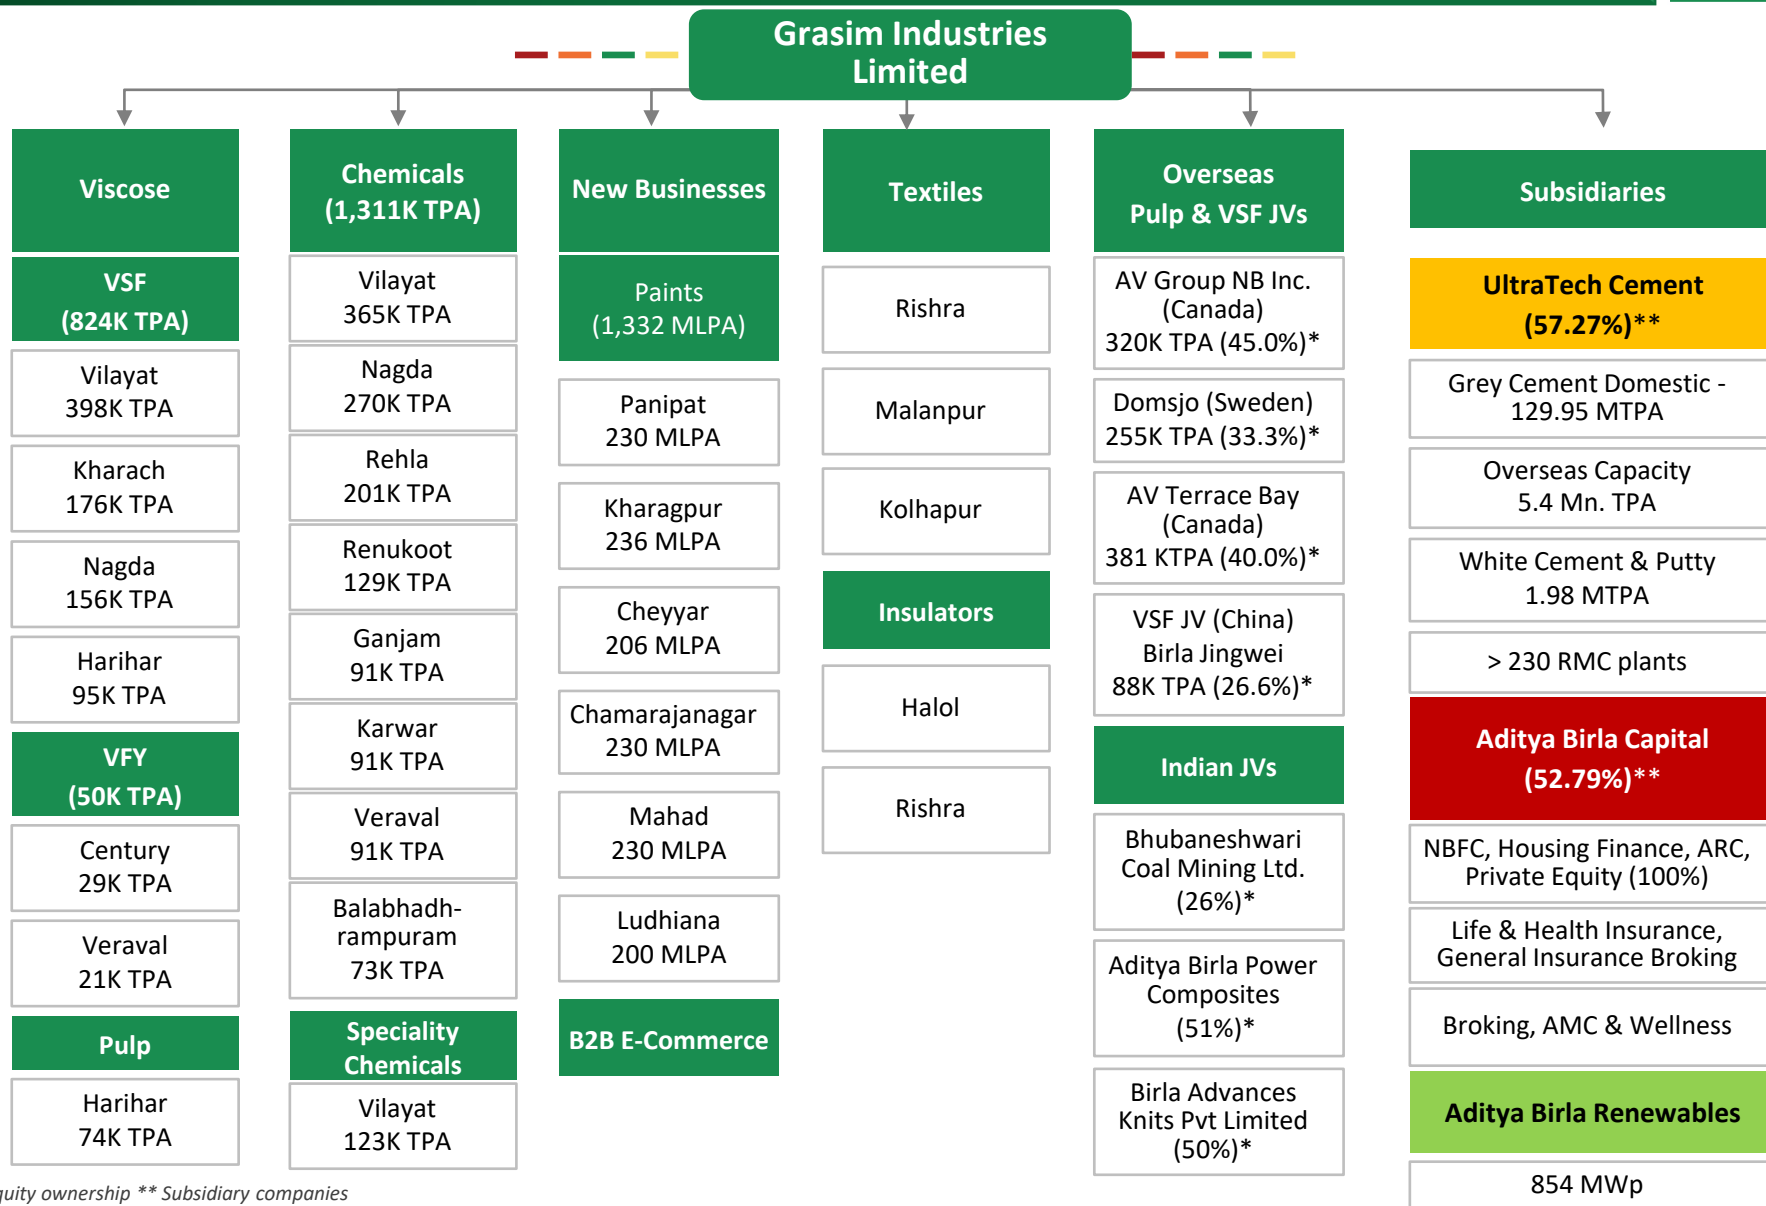 Grasim Industries
Limited
Viscose
VSF
(824K TPA)
Vilayat
398K TPA
Kharach
176K TPA
Nagda
156K TPA
Harihar
95K TPA
VFY
(50K TPA)
Century
29K TPA
Veraval
21K TPA
Pulp
Harihar
74K TPA
Chemicals
(1,311K TPA)
Vilayat
365K TPA
Nagda
270K TPA
Rehla
201K TPA
Renukoot
129K TPA
Ganjam
91K TPA
Karwar
91K TPA
Veraval
91K TPA
Balabhadh-
rampuram
73K TPA
Speciality
Chemicals
Vilayat
123K TPA
New Businesses
Paints
(1,332 MLPA)
Panipat
230 MLPA
Kharagpur
236 MLPA
Cheyyar
206 MLPA
Chamarajanagar
230 MLPA
Mahad
230 MLPA
Ludhiana
200 MLPA
B2B E-Commerce
Textiles
Rishra
Malanpur
Kolhapur
Insulators
Halol
Rishra
Overseas
Pulp & VSF JVs
AV Group NB Inc.
(Canada)
320K TPA (45.0%)*
Domsjo (Sweden)
255K TPA (33.3%)*
AV Terrace Bay
(Canada)
381 KTPA (40.0%)*
VSF JV (China)
Birla Jingwei
88K TPA (26.6%)*
Indian JVs
Bhubaneshwari
Coal Mining Ltd.
(26%)*
Aditya Birla Power
Composites
(51%)*
Birla Advances
Knits Pvt Limited
(50%)*
Subsidiaries
UltraTech Cement
(57.27%)**
Grey Cement Domestic -
129.95 MTPA
Overseas Capacity
5.4 Mn. TPA
White Cement & Putty
1.98 MTPA
> 230 RMC plants
Aditya Birla Capital
(52.79%)**
NBFC, Housing Finance, ARC,
Private Equity (100%)
Life & Health Insurance,
General Insurance Broking
Broking, AMC & Wellness
Aditya Birla Renewables
854 MWp
quity ownership ** Subsidiary companies